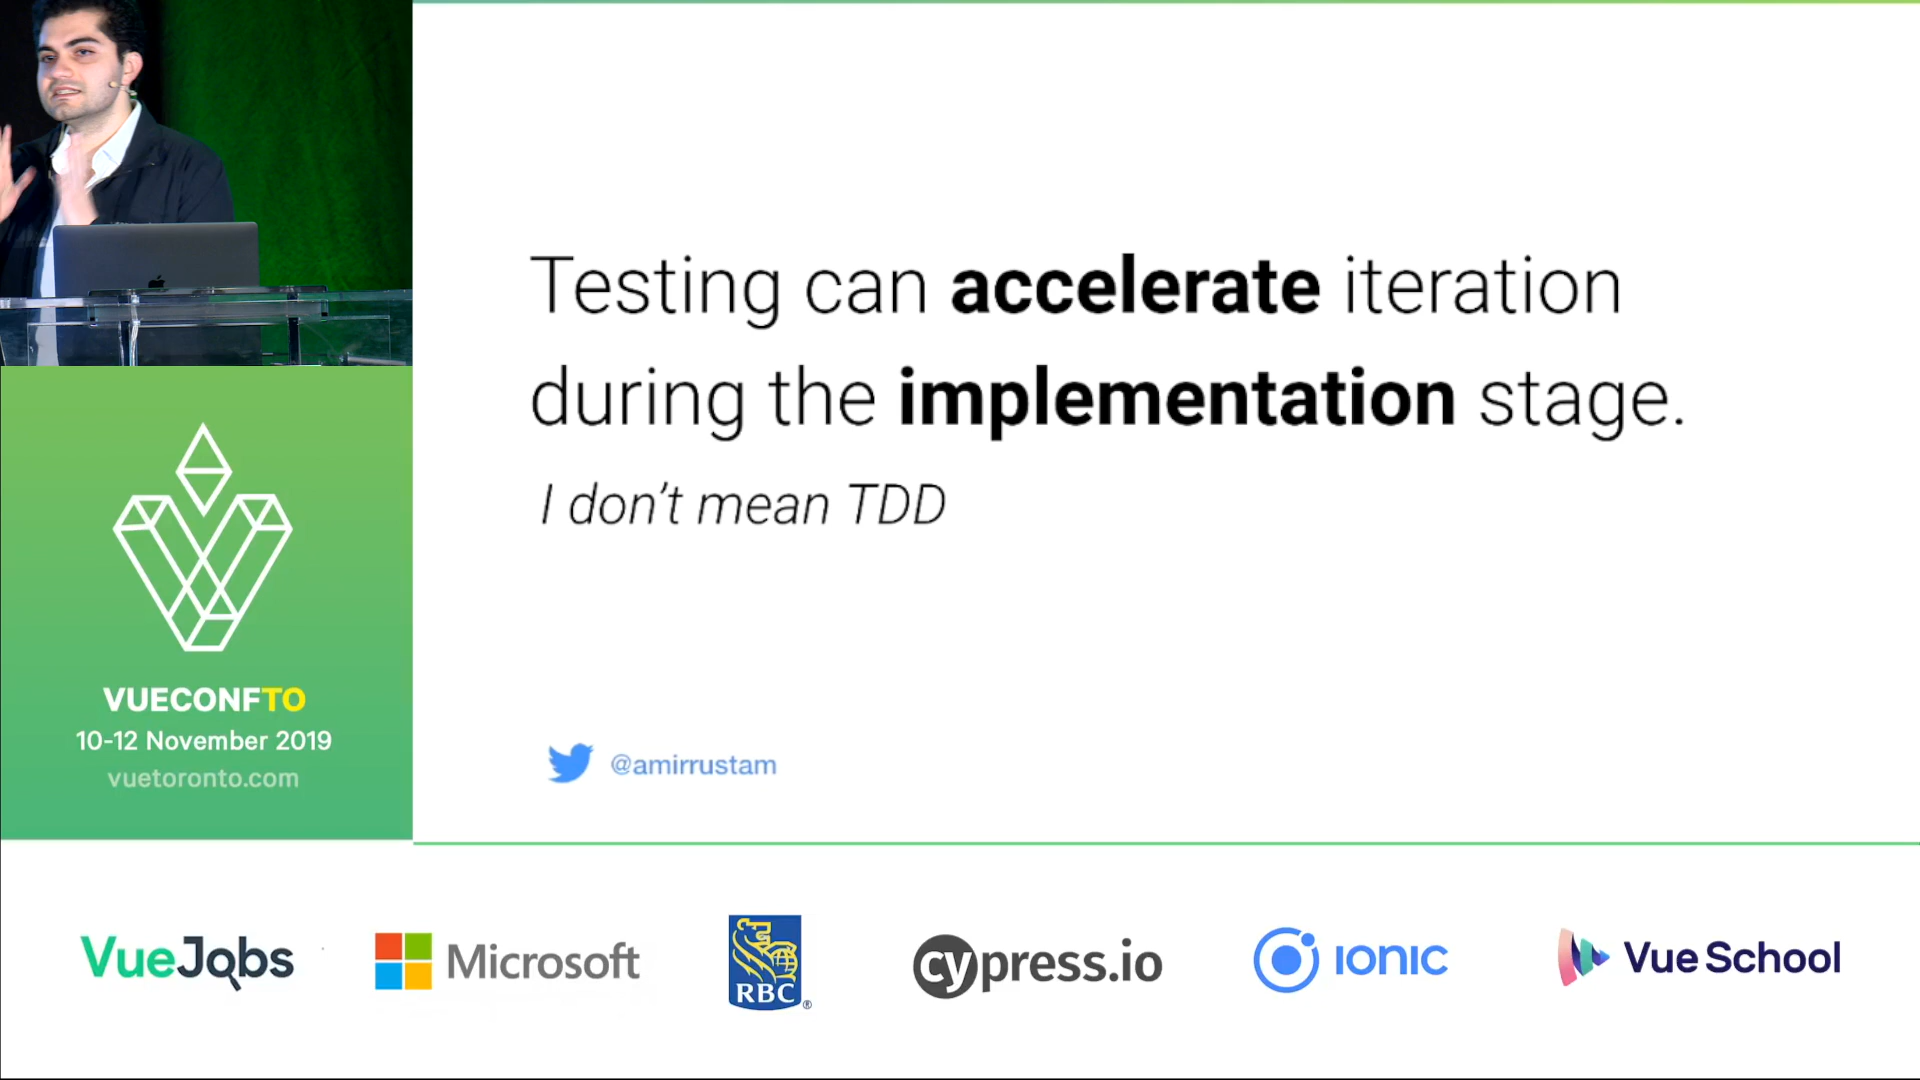 Testing can accelerate iteration
during the implementation stage.
I don't mean TDD
@amirrustam
VUECONFTO
10-12 November 2019
vuetoronto.com
VueJobs
Microsoft
RBC
®
cypress.io
ionic
Vue School